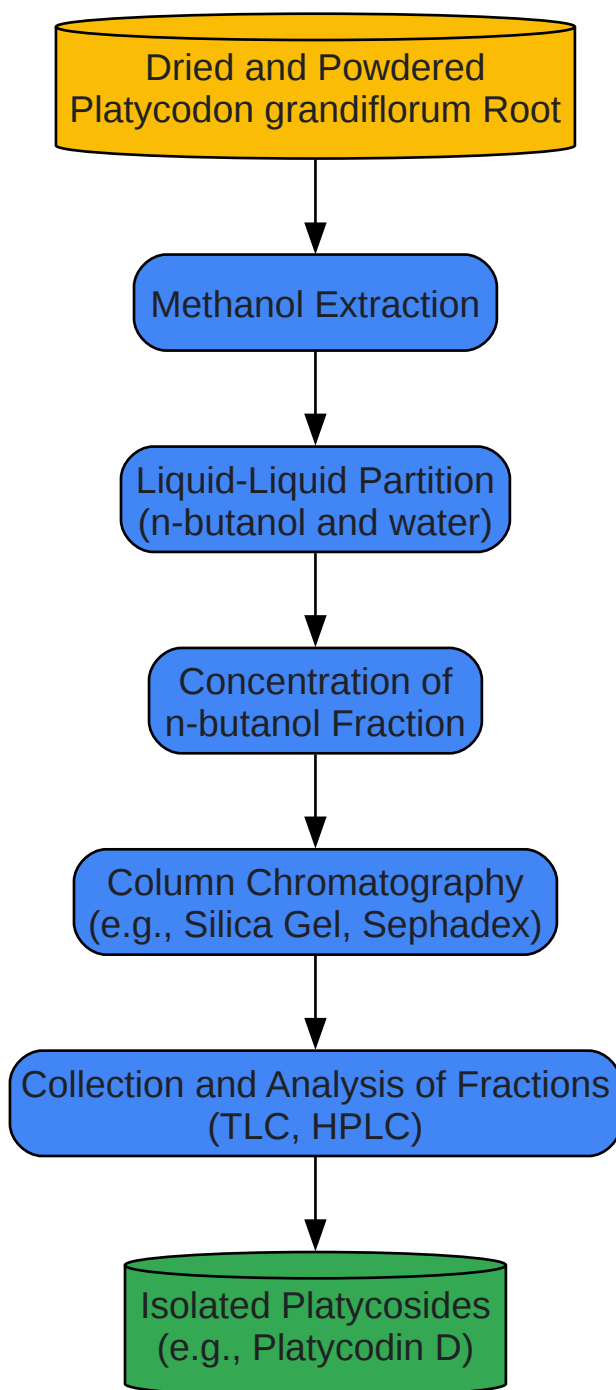 Dried and Powdered
Platycodon grandiflorum Root
Methanol Extraction
Liquid-Liquid Partition
(n-butanol and water)
Concentration of
n-butanol Fraction
Column Chromatography
(e.g., Silica Gel, Sephadex)
Collection and Analysis of Fractions
(TLC, HPLC)
Isolated Platycosides
(e.g., Platycodin D)